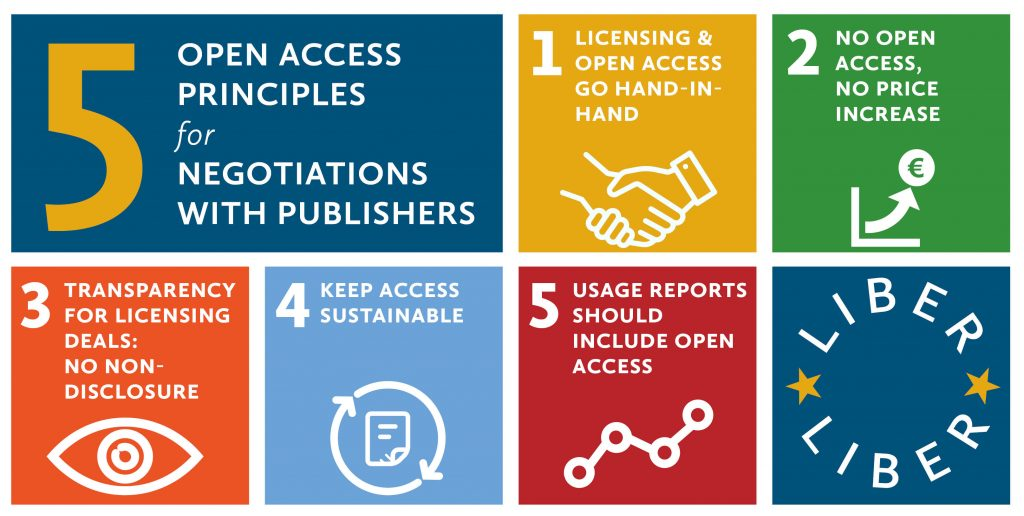 5
OPEN ACCESS
PRINCIPLES
for
NEGOTIATIONS
WITH PUBLISHERS
1
LICENSING &
OPEN ACCESS
GO HAND-IN-
HAND
2
NO OPEN
ACCESS,
NO PRICE
INCREASE
€
3
TRANSPARENCY
FOR LICENSING
DEALS:
NO NON-
DISCLOSURE
4
KEEP ACCESS
SUSTAINABLE
5
USAGE REPORTS
SHOULD
INCLUDE OPEN
ACCESS
LIBER
LIBER